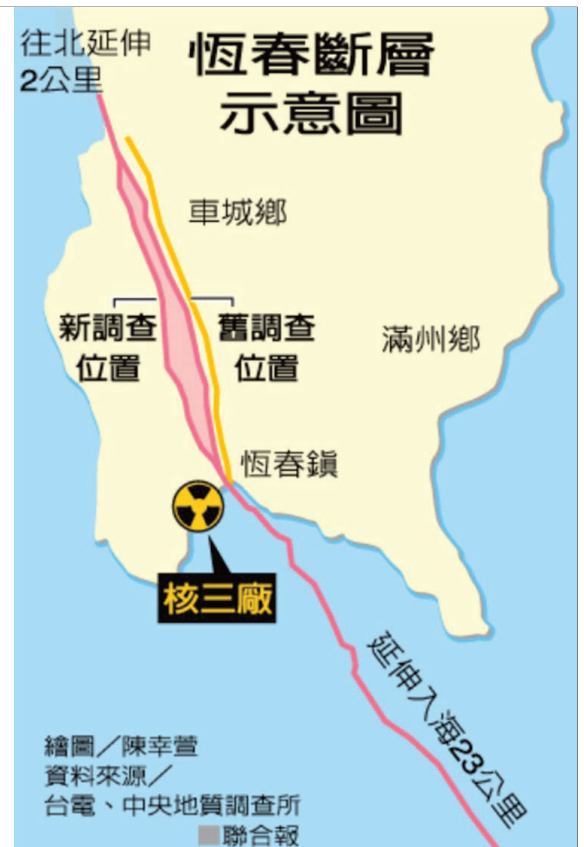 恆春斷層
示意圖
往北延伸
2公里
車城鄉
新調查
位置
舊調查
位置
滿州鄉
恆春鎮
核三廠
延伸入海23公里
繪圖／陳幸萱
資料來源／
台電、中央地質調查所
聯合報